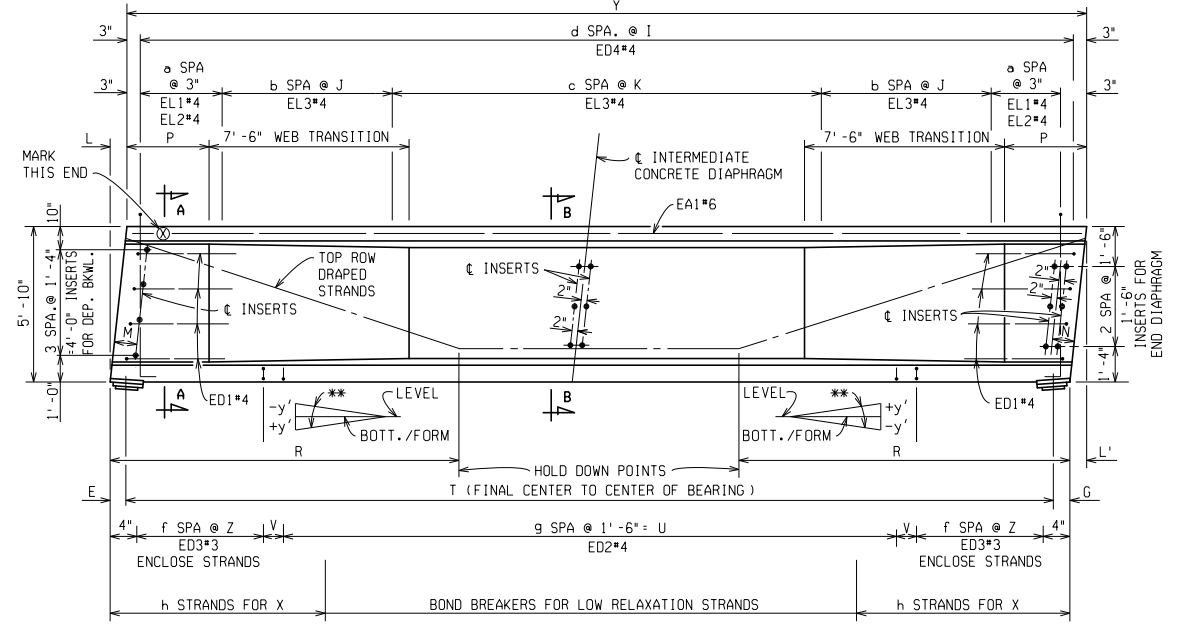 Y
3" d SPA. @ I 3"
ED4#4
a SPA
@ 3"
3" b SPA @ J c SPA @ K b SPA @ J 3"
a SPA
@ 3"
EL1#4
EL2#4
EL3#4
EL3#4
EL3#4
EL1#4
EL2#4
L P 7'-6" WEB TRANSITION 7'-6" WEB TRANSITION P
MARK
THIS END
℄ INTERMEDIATE
CONCRETE DIAPHRAGM
A
B
EA1#6
10"
5'-10"
3 SPA.@ 1'-4"
=4'-0" INSERTS
FOR DEP. BKWL.
1'-0"
TOP ROW
DRAPED
STRANDS
℄ INSERTS
℄ INSERTS
2"
2"
℄ INSERTS
2"
2"
M
N
1'-6"
2 SPA @ 1'-6"
1'-4"
INSERTS FOR
END DIAPHRAGM
A
B
ED1#4
ED1#4
** LEVEL
-y'
+y'
BOTT./FORM
LEVEL **
+y'
-y'
BOTT./FORM
R R L'
HOLD DOWN POINTS
E T (FINAL CENTER TO CENTER OF BEARING) G
4" f SPA @ Z V g SPA @ 1'-6"= U V f SPA @ Z 4"
ED3#3 ED2#4 ED3#3
ENCLOSE STRANDS ENCLOSE STRANDS
h STRANDS FOR X BOND BREAKERS FOR LOW RELAXATION STRANDS h STRANDS FOR X